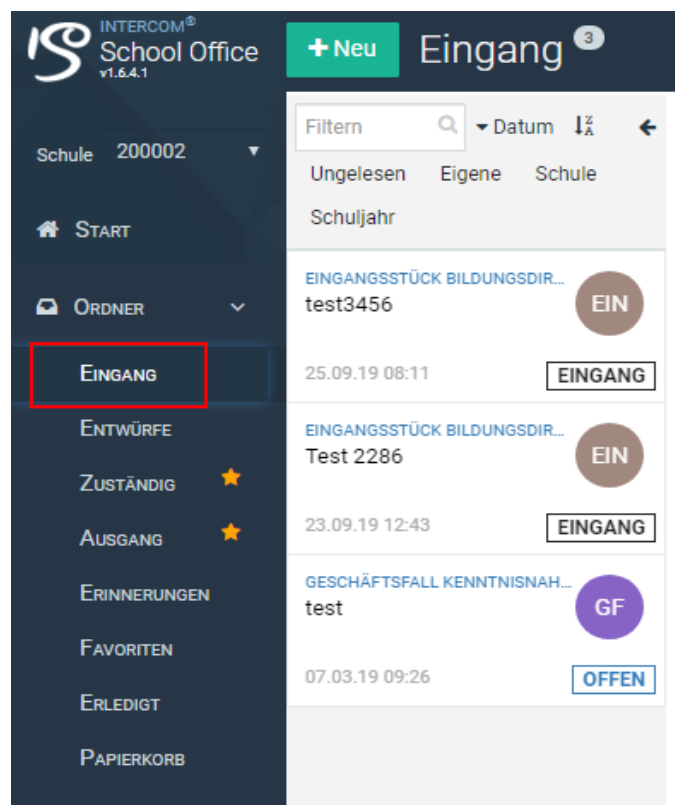 INTERCOM®
School Office
v1.6.4.1
Schule 200002
START
ORDNER
EINGANG
ENTWÜRFE
ZUSTÄNDIG
AUSGANG
ERINNERUNGEN
FAVORITEN
ERLEDIGT
PAPIERKORB
+ Neu Eingang 3
Filtern Datum
Ungelesen Eigene Schule
Schuljahr
EINGANGSSTÜCK BILDUNGSDIR...
test3456
EIN
25.09.19 08:11 EINGANG
EINGANGSSTÜCK BILDUNGSDIR...
Test 2286
EIN
23.09.19 12:43 EINGANG
GESCHÄFTSFALL KENNTNISNAH...
test
GF
07.03.19 09:26 OFFEN